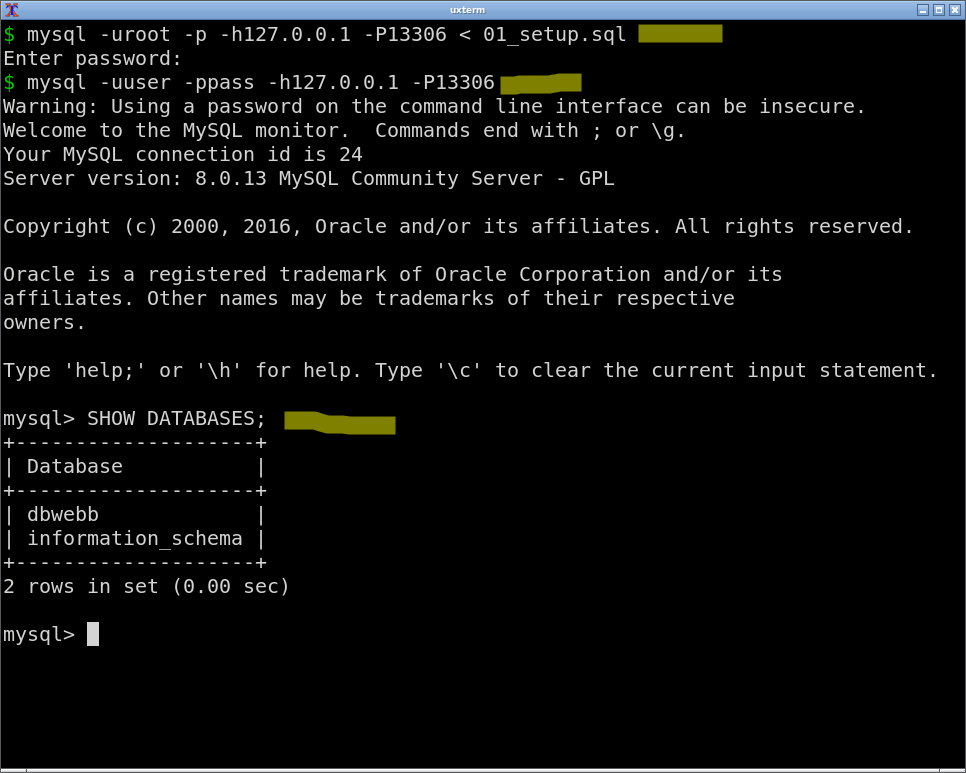 uxterm
$ mysql -uroot -p -h127.0.0.1 -P13306 < 01_setup.sql
Enter password:
$ mysql -uuser -ppass -h127.0.0.1 -P13306
Warning: Using a password on the command line interface can be insecure.
Welcome to the MySQL monitor.  Commands end with ; or \g.
Your MySQL connection id is 24
Server version: 8.0.13 MySQL Community Server - GPL

Copyright (c) 2000, 2016, Oracle and/or its affiliates. All rights reserved.

Oracle is a registered trademark of Oracle Corporation and/or its
affiliates. Other names may be trademarks of their respective
owners.

Type 'help;' or '\h' for help. Type '\c' to clear the current input statement.

mysql> SHOW DATABASES;
+--------------------+
| Database           |
+--------------------+
| dbwebb             |
| information_schema |
+--------------------+
2 rows in set (0.00 sec)

mysql>